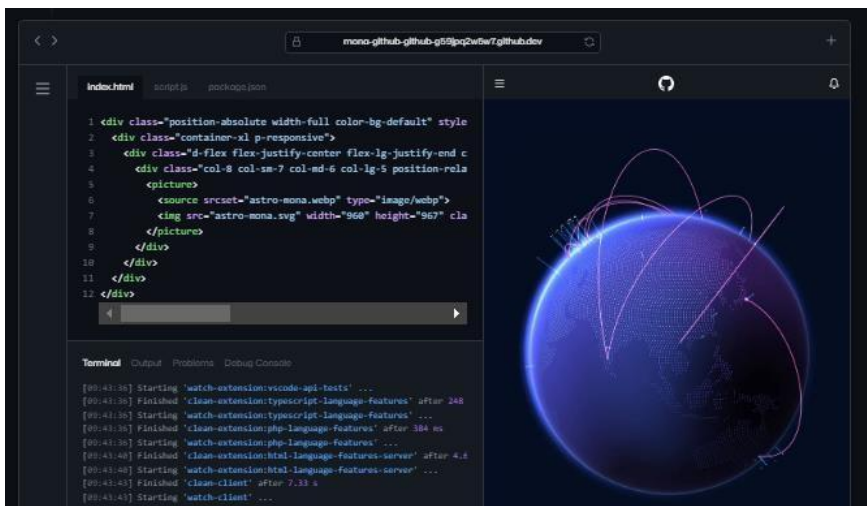 mona-github-github-g59jpq2w5w7.github.dev
index.html script.js package.json
1 <div class="position-absolute width-full color-bg-default" style
2 <div class="container-xl p-responsive">
3 <div class="d-flex flex-justify-center flex-lg-justify-end c
4 <div class="col-8 col-sm-7 col-md-6 col-lg-5 position-rela
5 <picture>
6 <source srcset="astro-mona.webp" type="image/webp">
7 <img src="astro-mona.svg" width="960" height="967" cla
8 </picture>
9 </div>
10 </div>
11 </div>
12 </div>
Terminal Output Problems Debug Console
[09:43:36] Starting 'watch-extension:vscode-api-tests' ...
[09:43:36] Finished 'clean-extension:typescript-language-features' after 248
[09:43:36] Starting 'watch-extension:typescript-language-features' ...
[09:43:36] Finished 'clean-extension:php-language-features' after 384 ms
[09:43:36] Starting 'watch-extension:php-language-features' ...
[09:43:40] Finished 'clean-extension:html-language-features-server' after 4.6
[09:43:40] Starting 'watch-extension:html-language-features-server' ...
[09:43:43] Finished 'clean-client' after 7.33 s
[09:43:43] Starting 'watch-client' ...